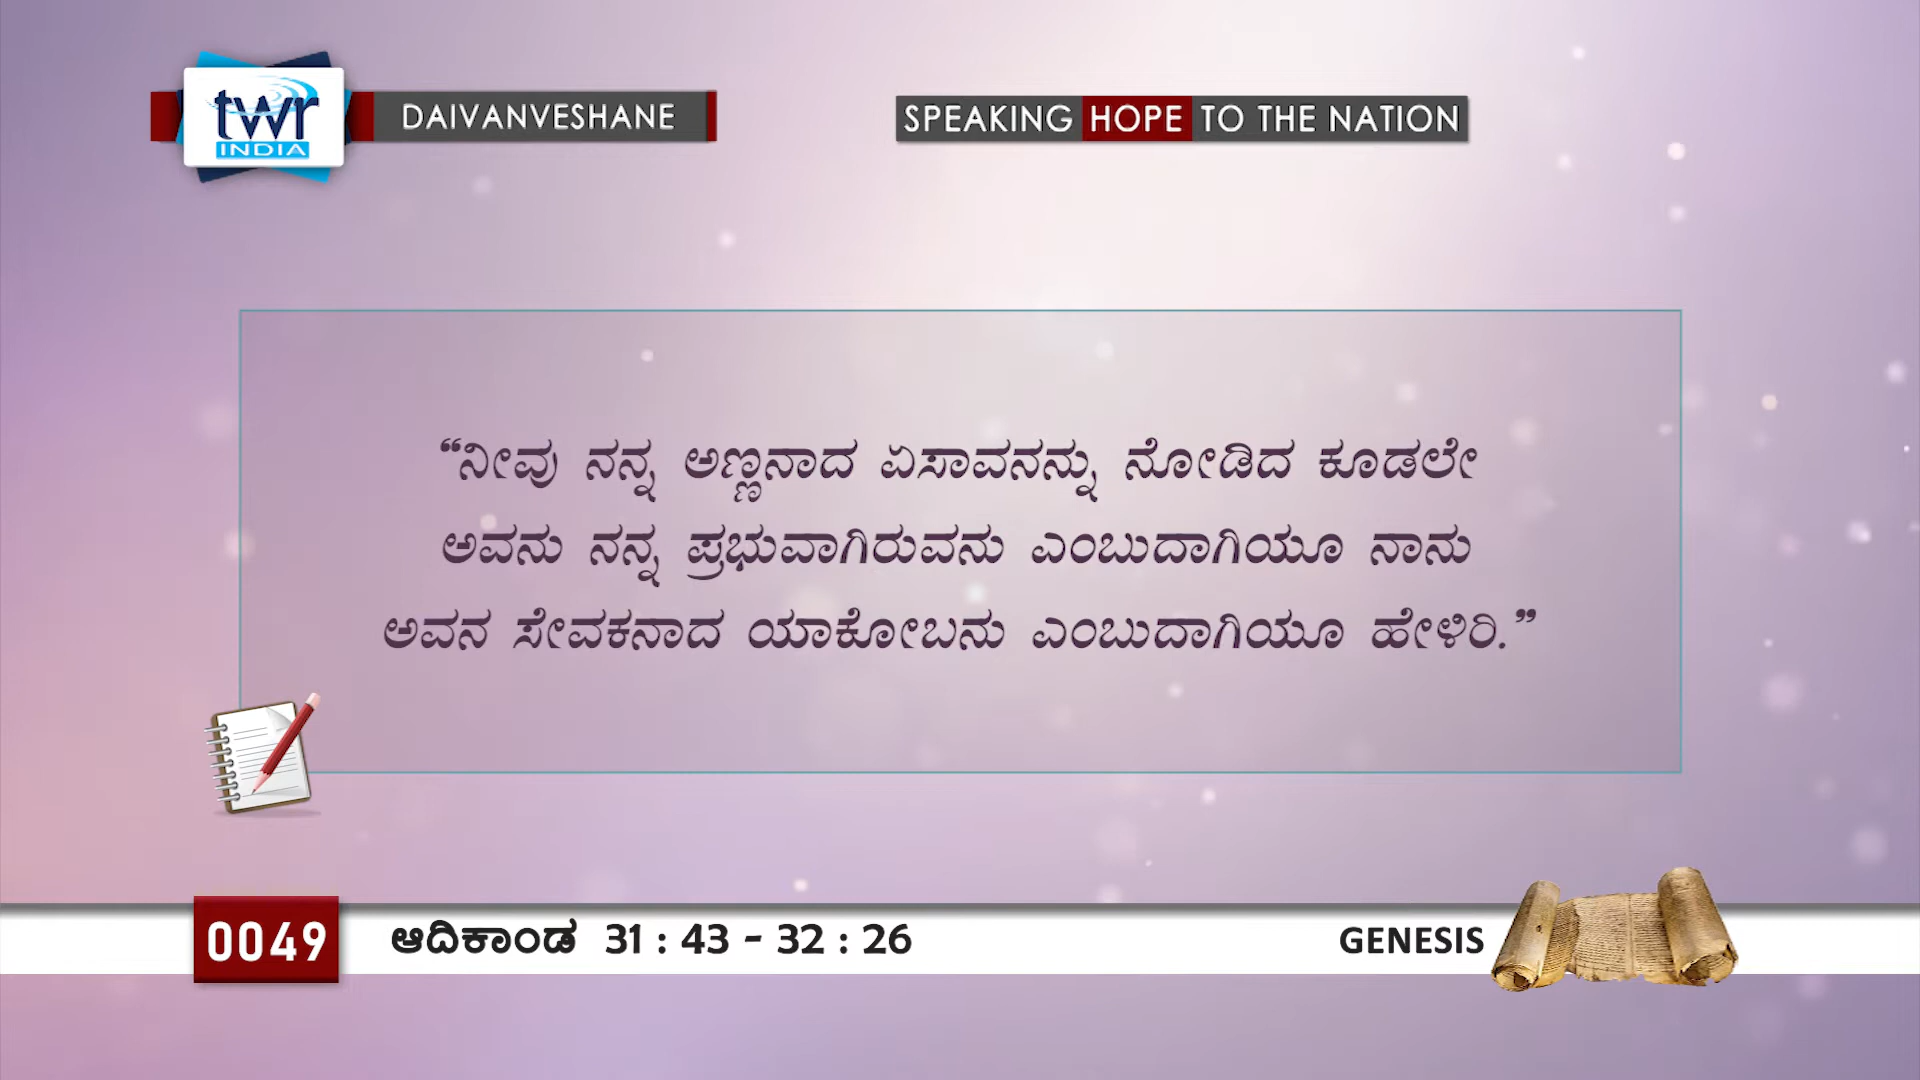 twr
INDIA
DAIVANVESHANE
SPEAKING HOPE TO THE NATION
“ನೀವು ನನ್ನ ಅಣ್ಣನಾದ ಏಸಾವನನ್ನು ನೋಡಿದ ಕೂಡಲೇ
ಅವನು ನನ್ನ ಪ್ರಭುವಾಗಿರುವನು ಎಂಬುದಾಗಿಯೂ ನಾನು
ಅವನ ಸೇವಕನಾದ ಯಾಕೋಬನು ಎಂಬುದಾಗಿಯೂ ಹೇಳಿರಿ.”
0049
ಆದಿಕಾಂಡ 31 : 43 - 32 : 26
GENESIS